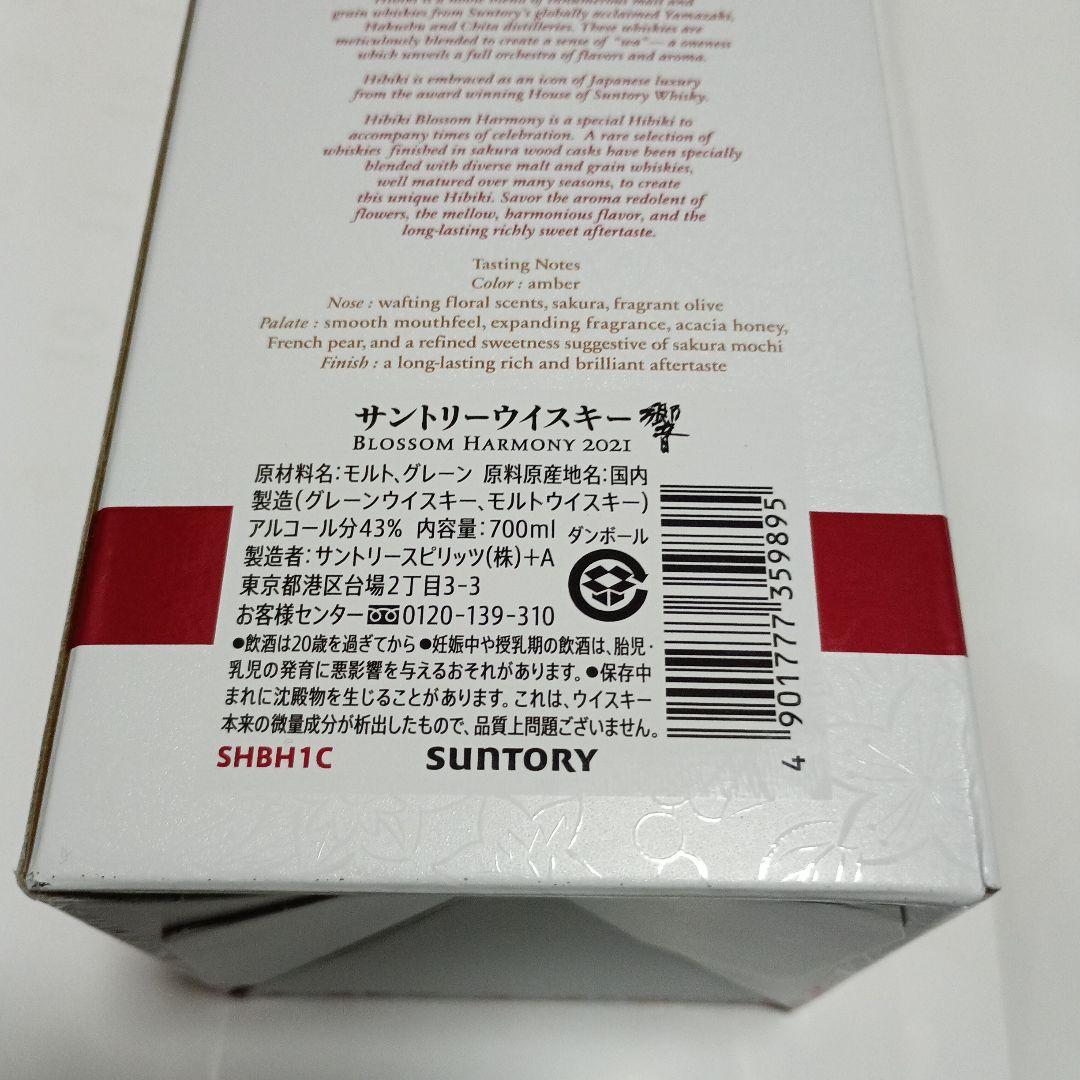 Hibiki is a noble blend of innumerable malt and
grain whiskies from Suntory's globally acclaimed Yamazaki,
Hakushu and Chita distilleries. These whiskies are
meticulously blended to create a sense of "wa"—a oneness
which unveils a full orchestra of flavors and aroma.
Hibiki is embraced as an icon of Japanese luxury
from the award winning House of Suntory Whisky.
Hibiki Blossom Harmony is a special Hibiki to
accompany times of celebration. A rare selection of
whiskies finished in sakura wood casks have been specially
blended with diverse malt and grain whiskies,
well matured over many seasons, to create
this unique Hibiki. Savor the aroma redolent of
flowers, the mellow, harmonious flavor, and the
long-lasting richly sweet aftertaste.
Tasting Notes
Color : amber
Nose : wafting floral scents, sakura, fragrant olive
Palate : smooth mouthfeel, expanding fragrance, acacia honey,
French pear, and a refined sweetness suggestive of sakura mochi
Finish : a long-lasting rich and brilliant aftertaste
サントリーウイスキー 響
BLOSSOM HARMONY 2021
原材料名：モルト、グレーン 原料原産地名：国内
製造（グレーンウイスキー、モルトウイスキー）
アルコール分43% 内容量：700ml ダンボール
製造者：サントリースピリッツ（株）+A
東京都港区台場2丁目3-3
お客様センター 0120-139-310
●飲酒は20歳を過ぎてから ●妊娠中や授乳期の飲酒は、胎児・
乳児の発育に悪影響を与えるおそれがあります。●保存中
まれに沈殿物を生じることがあります。これは、ウイスキー
本来の微量成分が析出したもので、品質上問題ございません。
SHBH1C SUNTORY
4 901777 359895